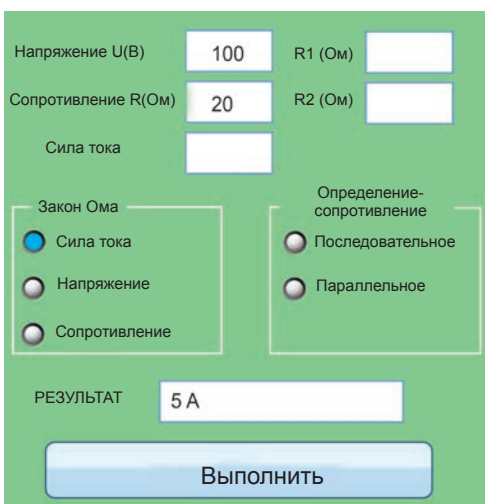 Напряжение U(В) 100 R1 (Ом)
Сопротивление R(Ом) 20 R2 (Ом)
Сила тока
Закон Ома
Сила тока
Напряжение
Сопротивление
Определение-
сопротивление
Последовательное
Параллельное
РЕЗУЛЬТАТ 5 A
Выполнить